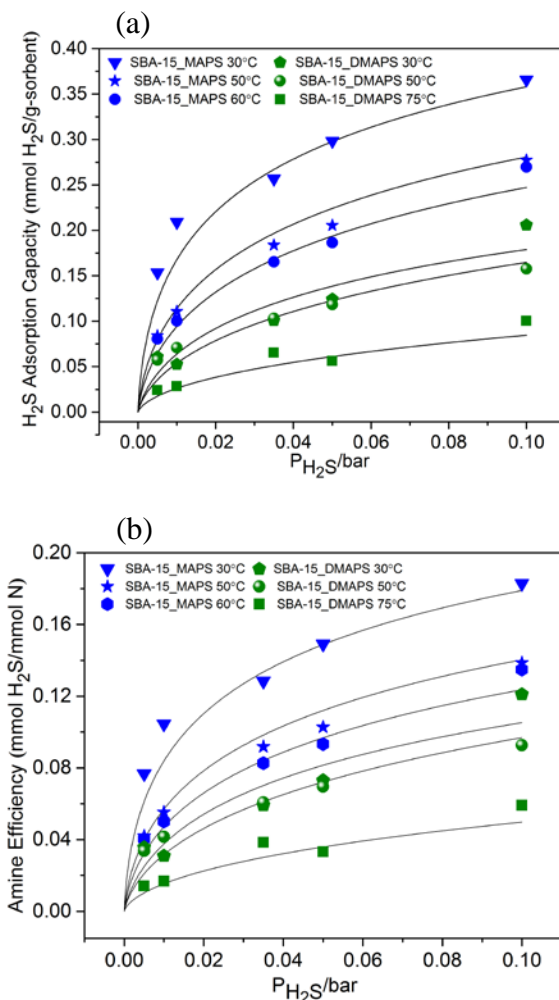 (a)
SBA-15_MAPS 30°C SBA-15_DMAPS 30°C
SBA-15_MAPS 50°C SBA-15_DMAPS 50°C
SBA-15_MAPS 60°C SBA-15_DMAPS 75°C
H₂S Adsorption Capacity (mmol H₂S/g-sorbent)
0.40
0.35
0.30
0.25
0.20
0.15
0.10
0.05
0.00
0.00 0.02 0.04 0.06 0.08 0.10
P_H₂S/bar
(b)
SBA-15_MAPS 30°C SBA-15_DMAPS 30°C
SBA-15_MAPS 50°C SBA-15_DMAPS 50°C
SBA-15_MAPS 60°C SBA-15_DMAPS 75°C
Amine Efficiency (mmol H₂S/mmol N)
0.20
0.16
0.12
0.08
0.04
0.00
0.00 0.02 0.04 0.06 0.08 0.10
P_H₂S/bar